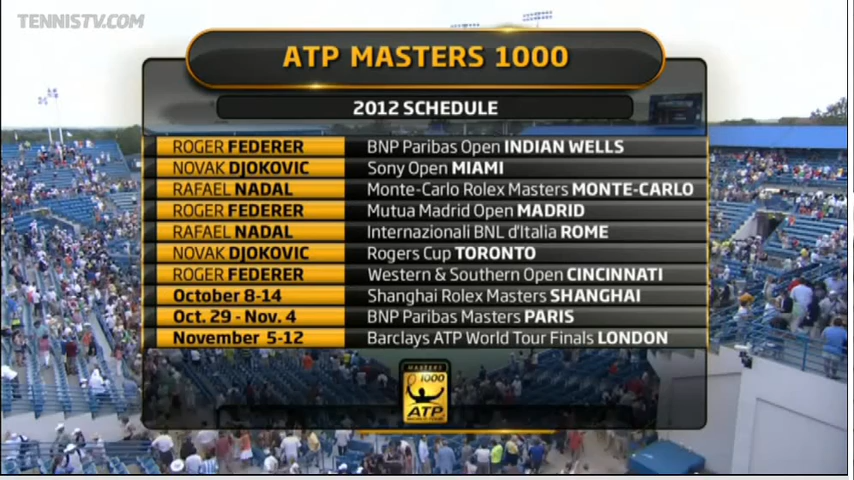 TENNISTV.COM
ATP MASTERS 1000
2012 SCHEDULE
ROGER FEDERER BNP Paribas Open INDIAN WELLS
NOVAK DJOKOVIC Sony Open MIAMI
RAFAEL NADAL Monte-Carlo Rolex Masters MONTE-CARLO
ROGER FEDERER Mutua Madrid Open MADRID
RAFAEL NADAL Internazionali BNL d'Italia ROME
NOVAK DJOKOVIC Rogers Cup TORONTO
ROGER FEDERER Western & Southern Open CINCINNATI
October 8-14 Shanghai Rolex Masters SHANGHAI
Oct. 29 - Nov. 4 BNP Paribas Masters PARIS
November 5-12 Barclays ATP World Tour Finals LONDON
MASTERS
1000
ATP
WORLD TOUR